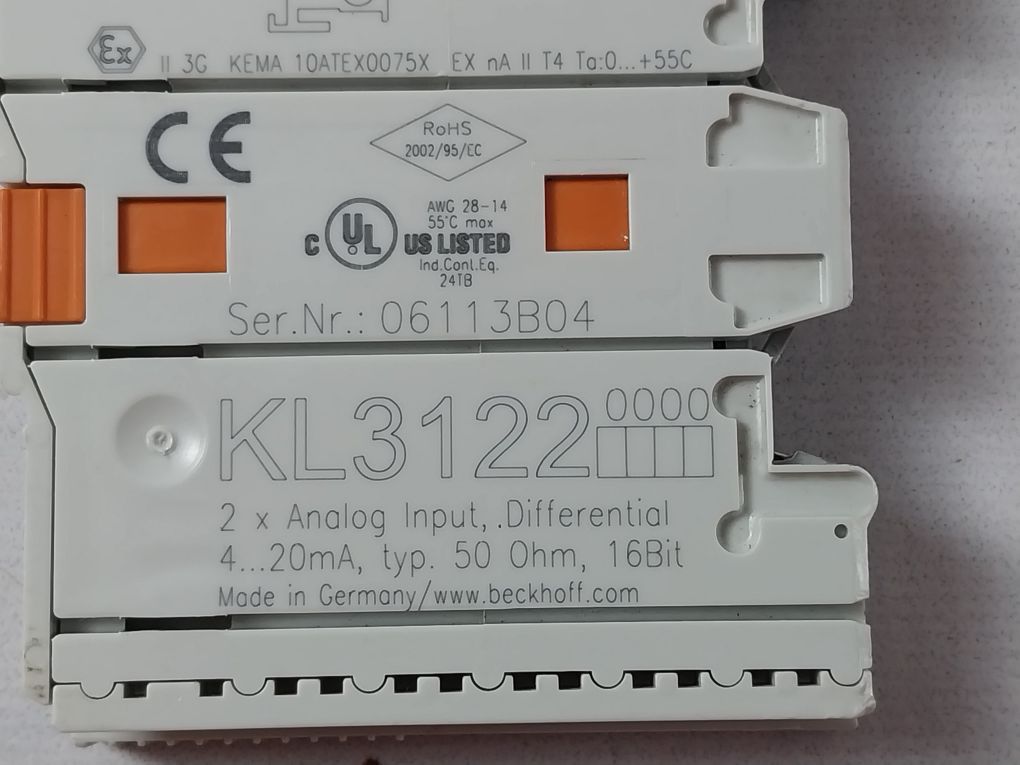 Ex II 3G KEMA 10ATEX0075X EX nA II T4 Ta:0...+55C
CE
RoHS
2002/95/EC
C UL US LISTED
AWG 28-14
55°C max
Ind.Cont.Eq.
24TB
Ser.Nr.: 06113B04
KL3122 0000
2 x Analog Input, .Differential
4...20mA, typ. 50 Ohm, 16Bit
Made in Germany/www.beckhoff.com